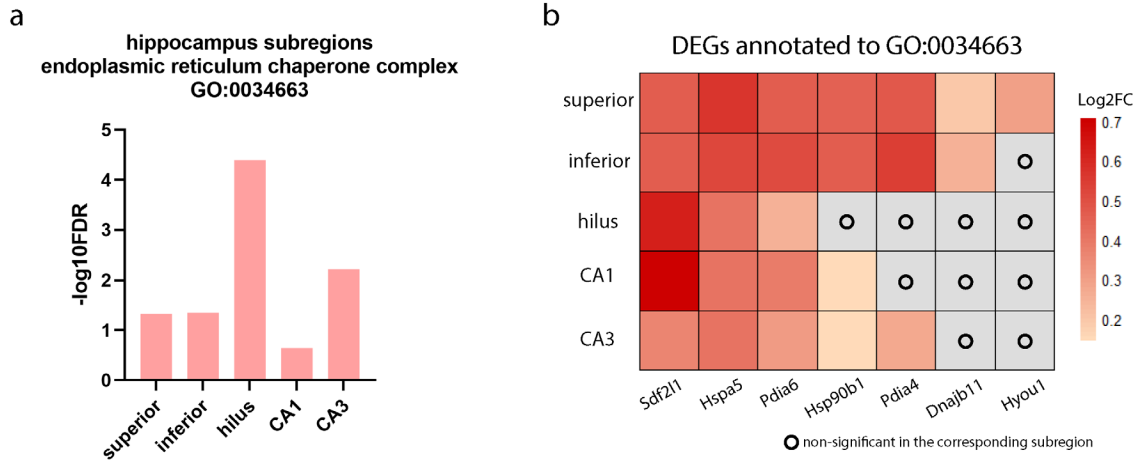 a
hippocampus subregions
endoplasmic reticulum chaperone complex
GO:0034663
-log10FDR
5
4
3
2
1
0
superior
inferior
hilus
CA1
CA3
b
DEGs annotated to GO:0034663
superior
inferior
hilus
CA1
CA3
Sdf2l1
Hspa5
Pdia6
Hsp90b1
Pdia4
Dnajb11
Hyou1
Log2FC
0.7
0.6
0.5
0.4
0.3
0.2
non-significant in the corresponding subregion